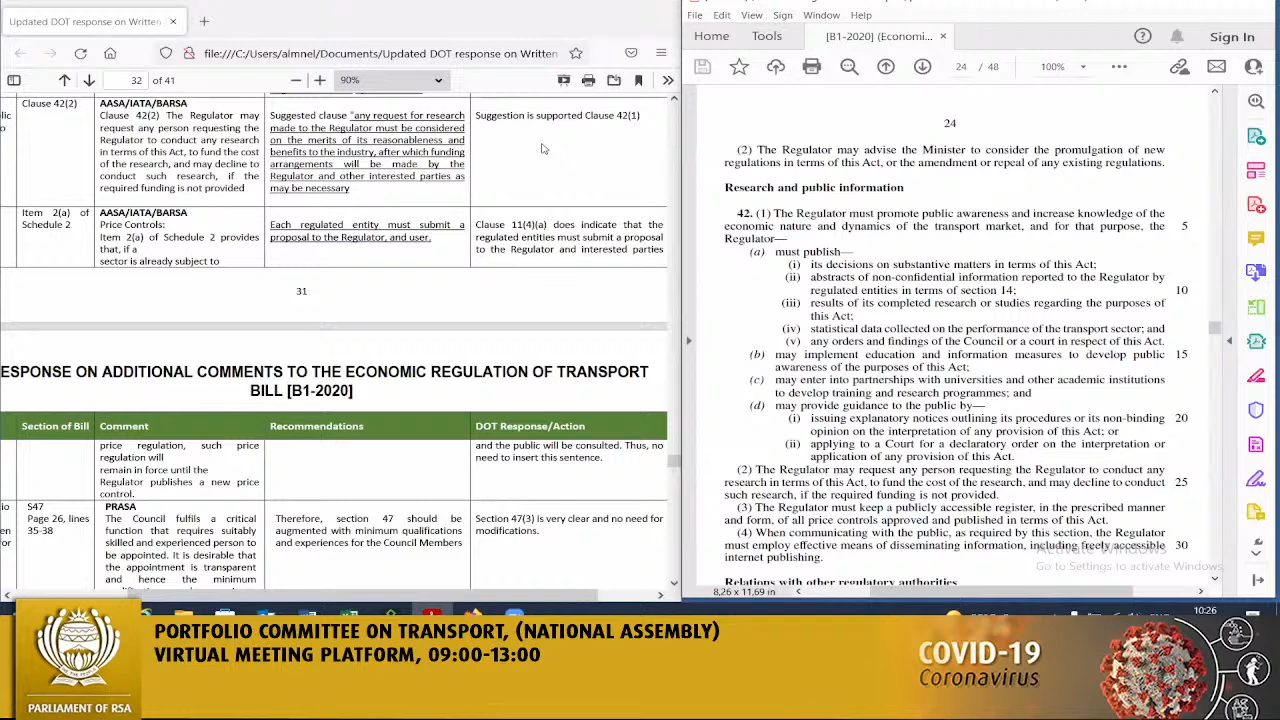 Updated DOT response on Written
file:///C:/Users/almnel/Documents/Updated DOT response on Written
32 of 41
90%
Clause 42(2)
AASA/IATA/BARSA
Clause 42(2) The Regulator may
request any person requesting the
Regulator to conduct any research
in terms of this Act, to fund the cost
of the research, and may decline to
conduct such research, if the
required funding is not provided
Suggested clause "any request for research
made to the Regulator must be considered
on the merits of its reasonableness and
benefits to the industry, after which funding
arrangements will be made by the
Regulator and other interested parties as
may be necessary
Suggestion is supported Clause 42(1)
Item 2(a) of
Schedule 2
AASA/IATA/BARSA
Price Controls:
Item 2(a) of Schedule 2 provides
that, if a
sector is already subject to
Each regulated entity must submit a
proposal to the Regulator, and user.
Clause 11(4)(a) does indicate that the
regulated entities must submit a proposal
to the Regulator and interested parties
31
ESPONSE ON ADDITIONAL COMMENTS TO THE ECONOMIC REGULATION OF TRANSPORT
BILL [B1-2020]
Section of Bill
Comment
Recommendations
DOT Response/Action
price regulation, such price
regulation will
remain in force until the
Regulator publishes a new price
control.
and the public will be consulted. Thus, no
need to insert this sentence.
S47
Page 26, lines
35-38
PRASA
The Council fulfils a critical
function that requires suitably
skilled and experienced person to
be appointed. It is desirable that
the appointment is transparent
and hence the minimum
Therefore, section 47 should be
augmented with minimum qualifications
and experiences for the Council Members
Section 47(3) is very clear and no need for
modifications.
File Edit View Sign Window Help
Home Tools [B1-2020] (Economi... Sign In
24 / 48 100%
24
(2) The Regulator may advise the Minister to consider the promulgation of new
regulations in terms of this Act, or the amendment or repeal of any existing regulations.
Research and public information
42. (1) The Regulator must promote public awareness and increase knowledge of the
economic nature and dynamics of the transport market, and for that purpose, the 5
Regulator—
(a) must publish—
(i) its decisions on substantive matters in terms of this Act;
(ii) abstracts of non-confidential information reported to the Regulator by
regulated entities in terms of section 14; 10
(iii) results of its completed research or studies regarding the purposes of
this Act;
(iv) statistical data collected on the performance of the transport sector; and
(v) any orders and findings of the Council or a court in respect of this Act.
(b) may implement education and information measures to develop public 15
awareness of the purposes of this Act;
(c) may enter into partnerships with universities and other academic institutions
to develop training and research programmes; and
(d) may provide guidance to the public by—
(i) issuing explanatory notices outlining its procedures or its non-binding 20
opinion on the interpretation of any provision of this Act; or
(ii) applying to a Court for a declaratory order on the interpretation or
application of any provision of this Act.
(2) The Regulator may request any person requesting the Regulator to conduct any
research in terms of this Act, to fund the cost of the research, and may decline to conduct 25
such research, if the required funding is not provided.
(3) The Regulator must keep a publicly accessible register, in the prescribed manner
and form, of all price controls approved and published in terms of this Act.
(4) When communicating with the public, as required by this section, the Regulator
must employ effective means of disseminating information, including freely accessible 30
internet publishing.
Relations with other regulatory authorities
Activate Windows
Go to Settings to activate Windows.
8,26 x 11,69 in
10:26
PORTFOLIO COMMITTEE ON TRANSPORT, (NATIONAL ASSEMBLY)
VIRTUAL MEETING PLATFORM, 09:00-13:00
PARLIAMENT OF RSA
COVID-19
Coronavirus